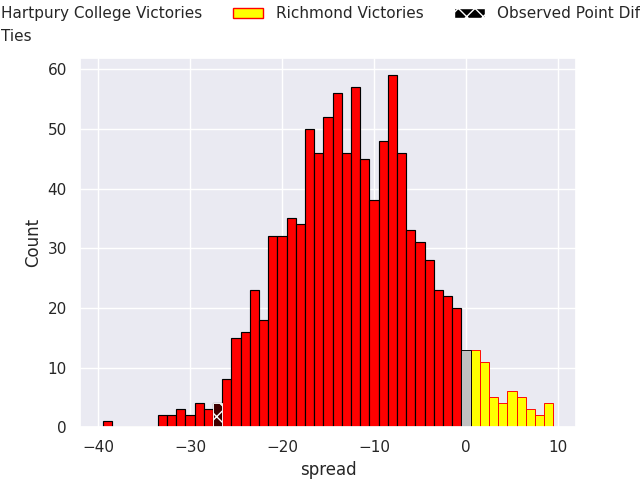 Hartpury College Victories Richmond Victories Observed Point Dif
Ties
60
50
40
30
20
10
0
Count
−40 −30 −20 −10 0 10
spread